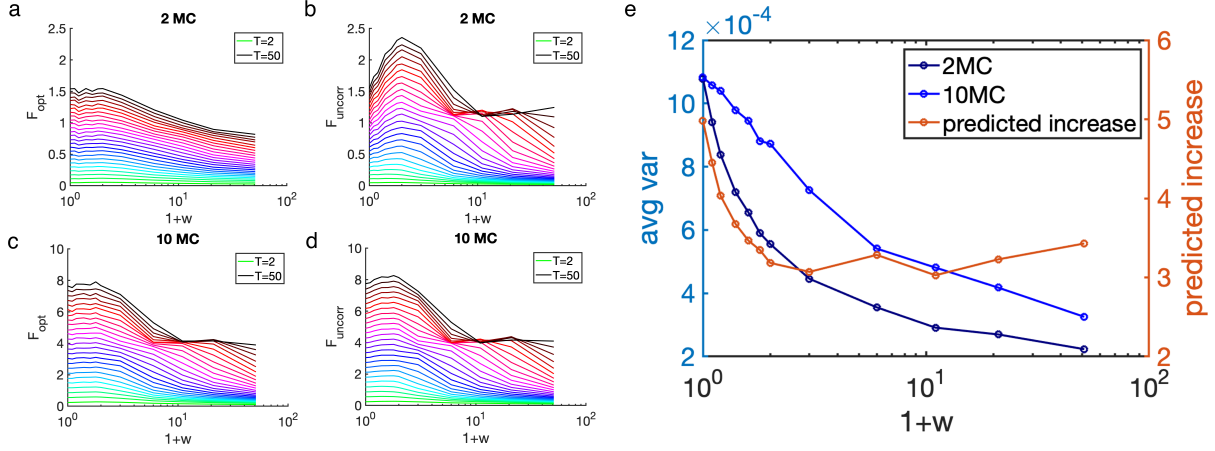 a
2 MC
F_opt
2.5
2
1.5
1
0.5
0
T=2
T=50
10^0
10^1
10^2
1+w
b
2 MC
F_uncorr
2.5
2
1.5
1
0.5
0
T=2
T=50
10^0
10^1
10^2
1+w
c
10 MC
F_opt
10
8
6
4
2
0
T=2
T=50
10^0
10^1
10^2
1+w
d
10 MC
F_uncorr
10
8
6
4
2
0
T=2
T=50
10^0
10^1
10^2
1+w
e
×10^-4
avg var
12
10
8
6
4
2
2MC
10MC
predicted increase
6
5
4
3
2
predicted increase
10^0
10^1
10^2
1+w